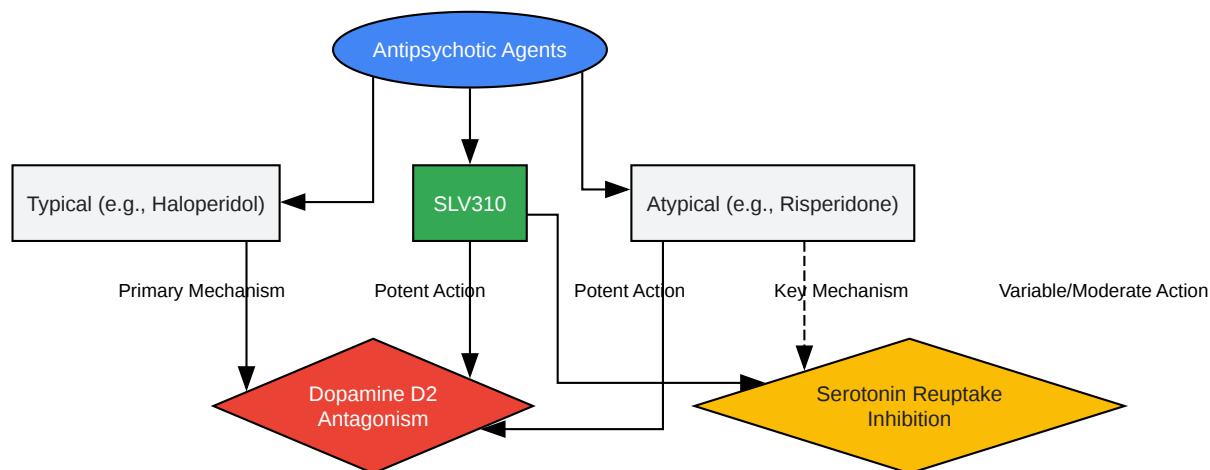 Antipsychotic Agents
Typical (e.g., Haloperidol)
SLV310
Atypical (e.g., Risperidone)
Primary Mechanism
Potent Action
Potent Action
Key Mechanism
Variable/Moderate Action
Dopamine D2
Antagonism
Serotonin Reuptake
Inhibition